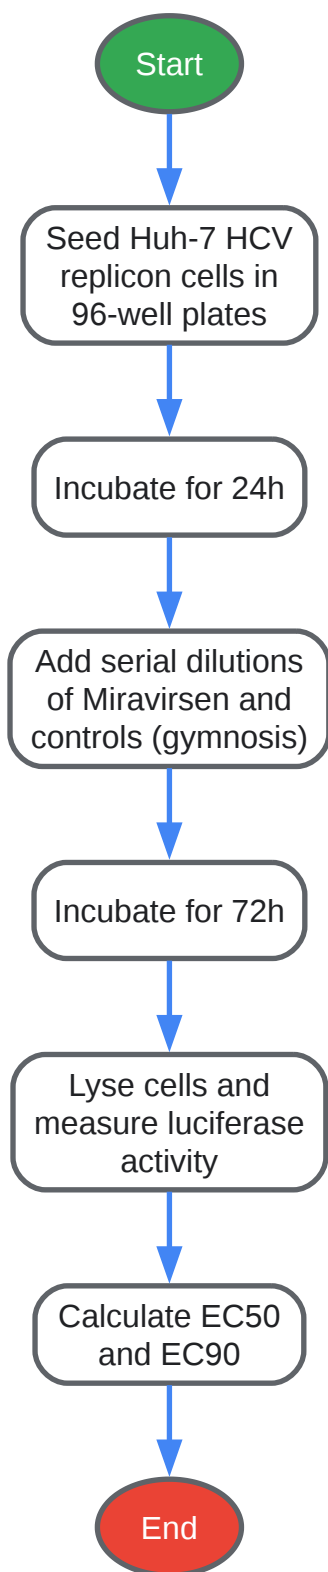 Start
Seed Huh-7 HCV
replicon cells in
96-well plates
Incubate for 24h
Add serial dilutions
of Miravirsen and
controls (gymnosis)
Incubate for 72h
Lyse cells and
measure luciferase
activity
Calculate EC50
and EC90
End